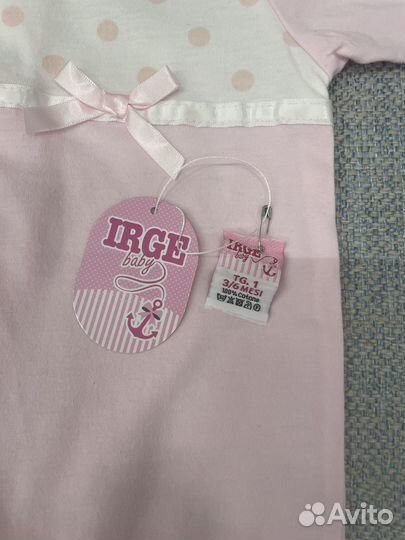 IRGE
baby
IRGE
baby
TG. 1
3/6 MESI
100% Cotone
Avito